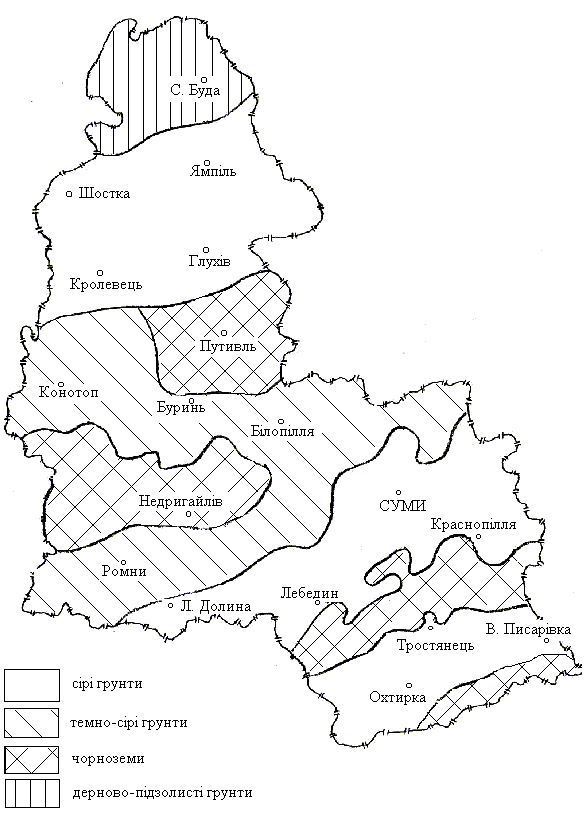 С. Буда
Ямпіль
Шостка
Глухів
Кролевець
Путивль
Конотоп
Буринь
Білопілля
Недригайлів
СУМИ
Краснопілля
Ромни
Лебедин
Л. Долина
В. Писарівка
Тростянець
Охтирка
сірі грунти
темно-сірі грунти
чорноземи
дерново-підзолисті грунти